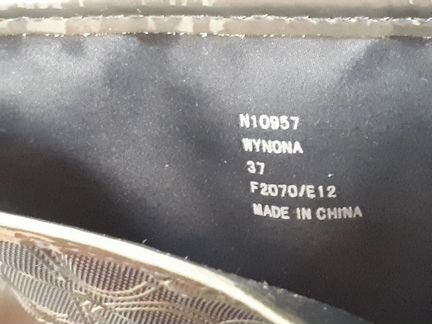 N10957
WYNONA
37
F2070/E12
MADE IN CHINA